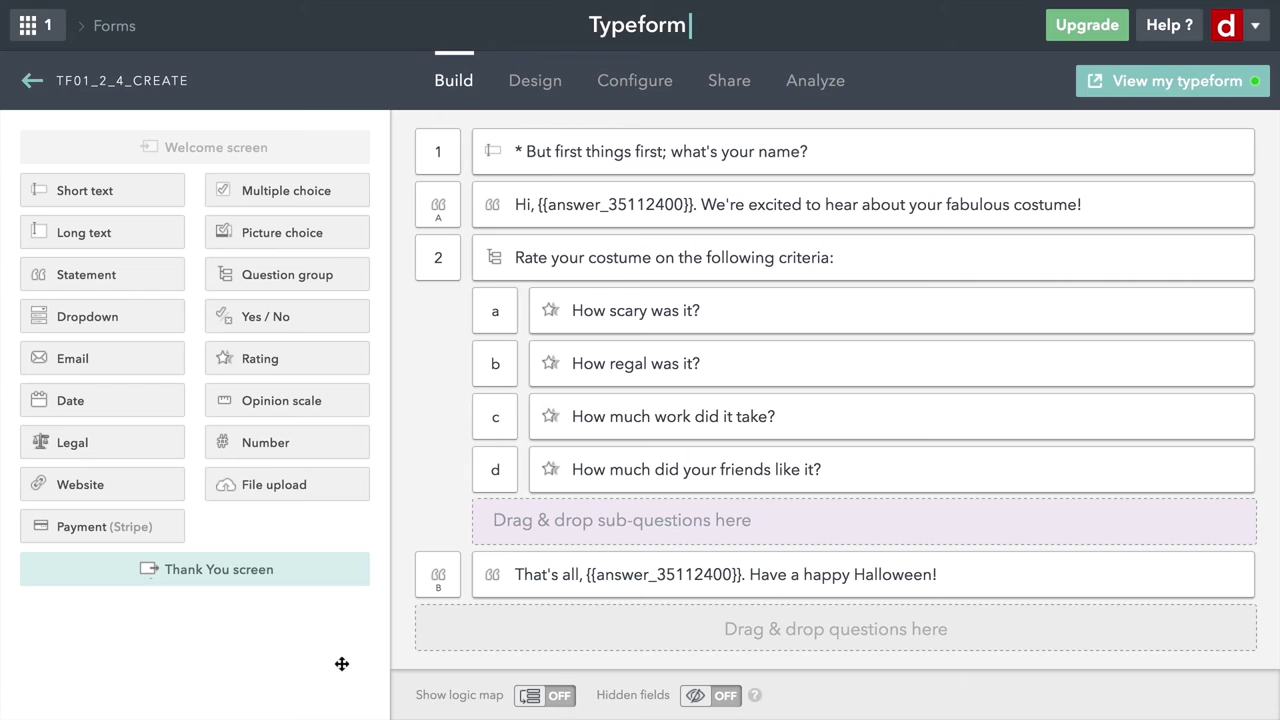 1 Forms Typeform Upgrade Help ? d
TF01_2_4_CREATE Build Design Configure Share Analyze View my typeform
Welcome screen
Short text Multiple choice
Long text Picture choice
Statement Question group
Dropdown Yes / No
Email Rating
Date Opinion scale
Legal Number
Website File upload
Payment (Stripe)
Thank You screen
1 * But first things first; what's your name?
A Hi, {{answer_35112400}}. We're excited to hear about your fabulous costume!
2 Rate your costume on the following criteria:
a How scary was it?
b How regal was it?
c How much work did it take?
d How much did your friends like it?
Drag & drop sub-questions here
B That's all, {{answer_35112400}}. Have a happy Halloween!
Drag & drop questions here
Show logic map OFF Hidden fields OFF ?